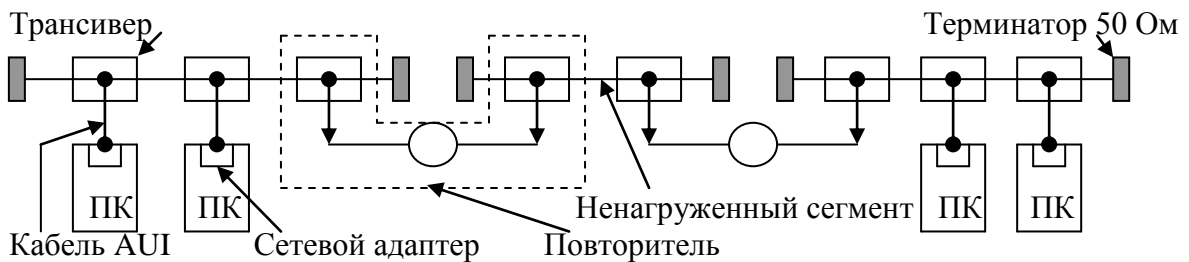 Трансивер
Терминатор 50 Ом
ПК ПК ПК ПК
Ненагруженный сегмент
Кабель AUI Сетевой адаптер Повторитель